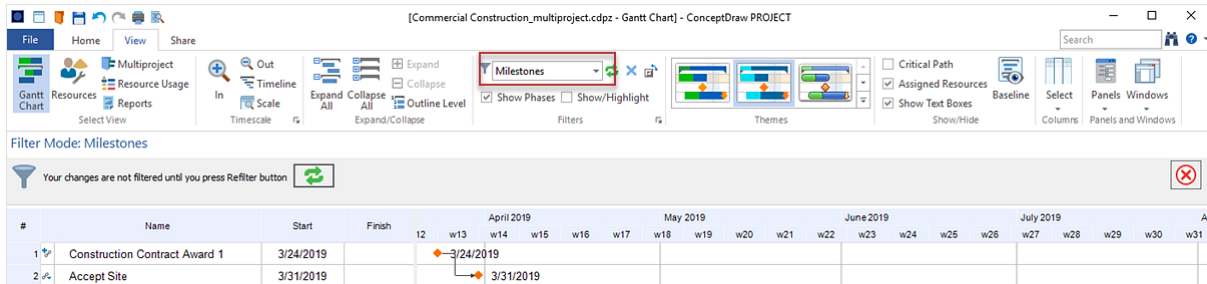 [Commercial Construction_multiproject.cdpz - Gantt Chart] - ConceptDraw PROJECT
File Home View Share Search
Gantt Chart
Resources
Multiproject
Resource Usage
Reports
Select View
In
Out
Timeline
Scale
Timescale
Expand All
Collapse All
Expand
Collapse
Outline Level
Expand/Collapse
Milestones
Show Phases Show/Highlight
Filters
Themes
Critical Path
Assigned Resources
Show Text Boxes
Baseline
Show/Hide
Select
Columns
Panels Windows
Panels and Windows
Filter Mode: Milestones
Your changes are not filtered until you press Refilter button
April 2019 May 2019 June 2019 July 2019 A
# Name Start Finish
12 w13 w14 w15 w16 w17 w18 w19 w20 w21 w22 w23 w24 w25 w26 w27 w28 w29 w30 w31
1 Construction Contract Award 1 3/24/2019 3/24/2019
2 Accept Site 3/31/2019 3/31/2019